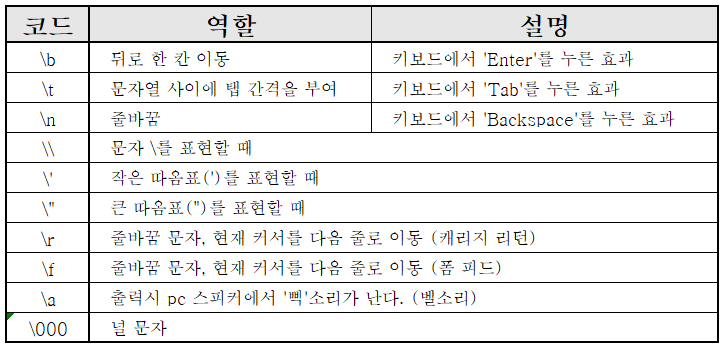 코드 역할 설명
\b 뒤로 한 칸 이동 키보드에서 'Enter'를 누른 효과
\t 문자열 사이에 탭 간격을 부여 키보드에서 'Tab'를 누른 효과
\n 줄바꿈 키보드에서 'Backspace'를 누른 효과
\\ 문자 \를 표현할 때
\' 작은 따옴표(')를 표현할 때
\" 큰 따옴표(")를 표현할 때
\r 줄바꿈 문자, 현재 커서를 다음 줄로 이동 (캐리지 리턴)
\f 줄바꿈 문자, 현재 커서를 다음 줄로 이동 (폼 피드)
\a 출력시 pc 스피커에서 '삑'소리가 난다. (벨소리)
\000 널 문자